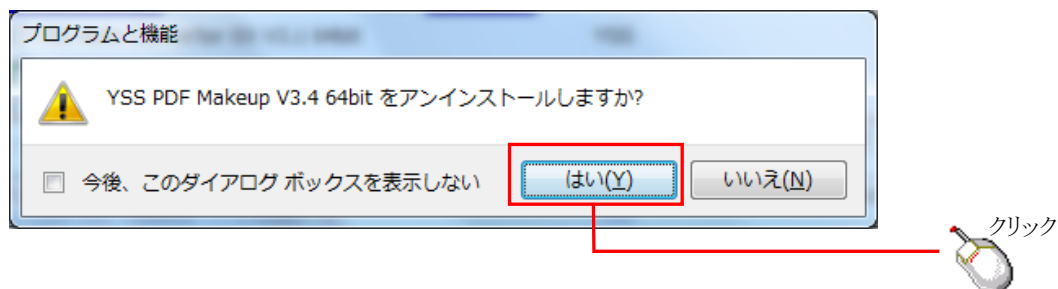 プログラムと機能
YSS PDF Makeup V3.4 64bit をアンインストールしますか?
今後、このダイアログ ボックスを表示しない
はい(Y)
いいえ(N)
クリック